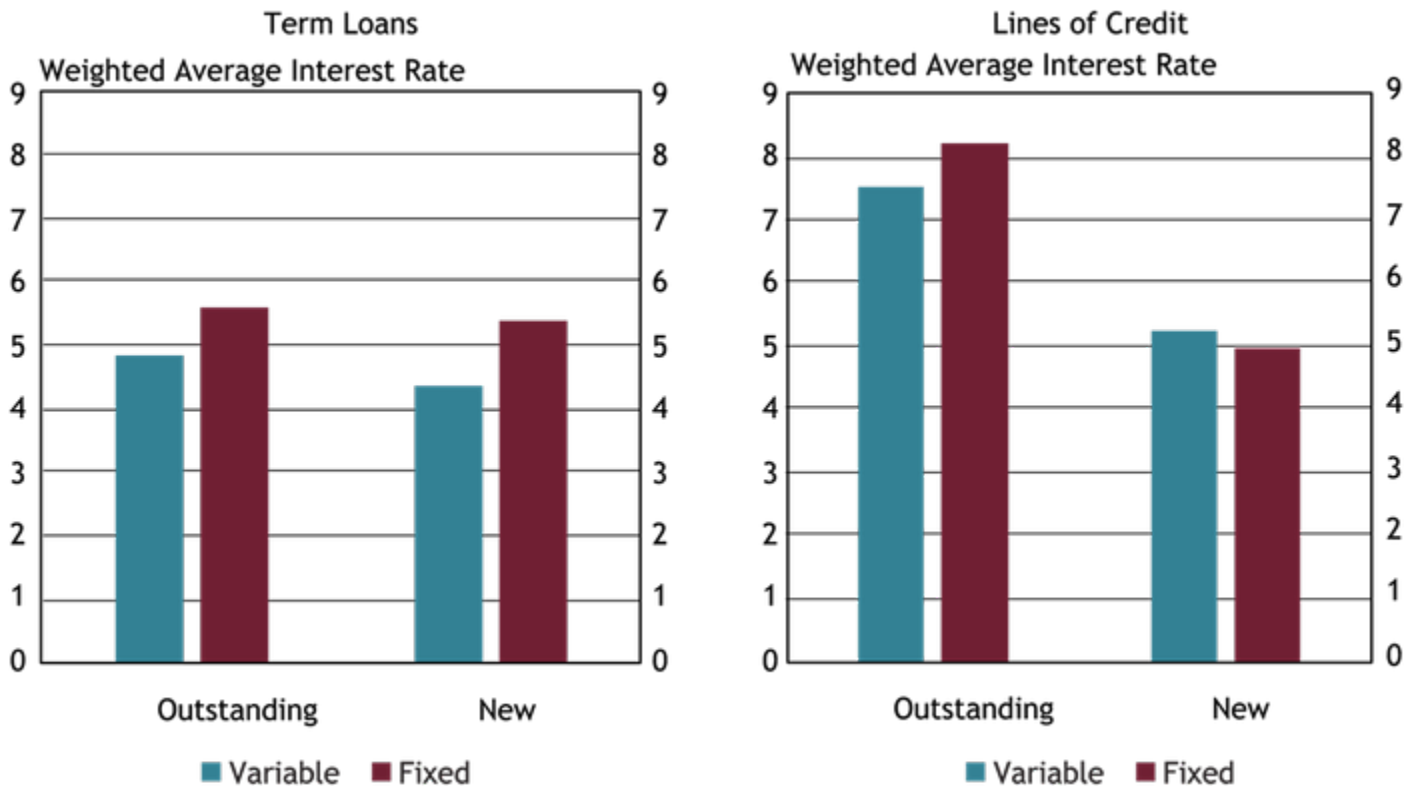 Term Loans
Weighted Average Interest Rate
9 9
8 8
7 7
6 6
5 5
4 4
3 3
2 2
1 1
0 0
Outstanding New
Variable Fixed
Lines of Credit
Weighted Average Interest Rate
9 9
8 8
7 7
6 6
5 5
4 4
3 3
2 2
1 1
0 0
Outstanding New
Variable Fixed